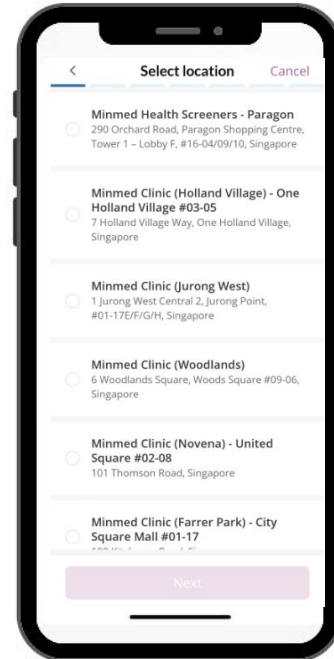 Select location
Cancel
Minmed Health Screeners - Paragon
290 Orchard Road, Paragon Shopping Centre,
Tower 1 – Lobby F, #16-04/09/10, Singapore
Minmed Clinic (Holland Village) - One
Holland Village #03-05
7 Holland Village Way, One Holland Village,
Singapore
Minmed Clinic (Jurong West)
1 Jurong West Central 2, Jurong Point,
#01-17E/F/G/H, Singapore
Minmed Clinic (Woodlands)
6 Woodlands Square, Woods Square #09-06,
Singapore
Minmed Clinic (Novena) - United
Square #02-08
101 Thomson Road, Singapore
Minmed Clinic (Farrer Park) - City
Square Mall #01-17
Next